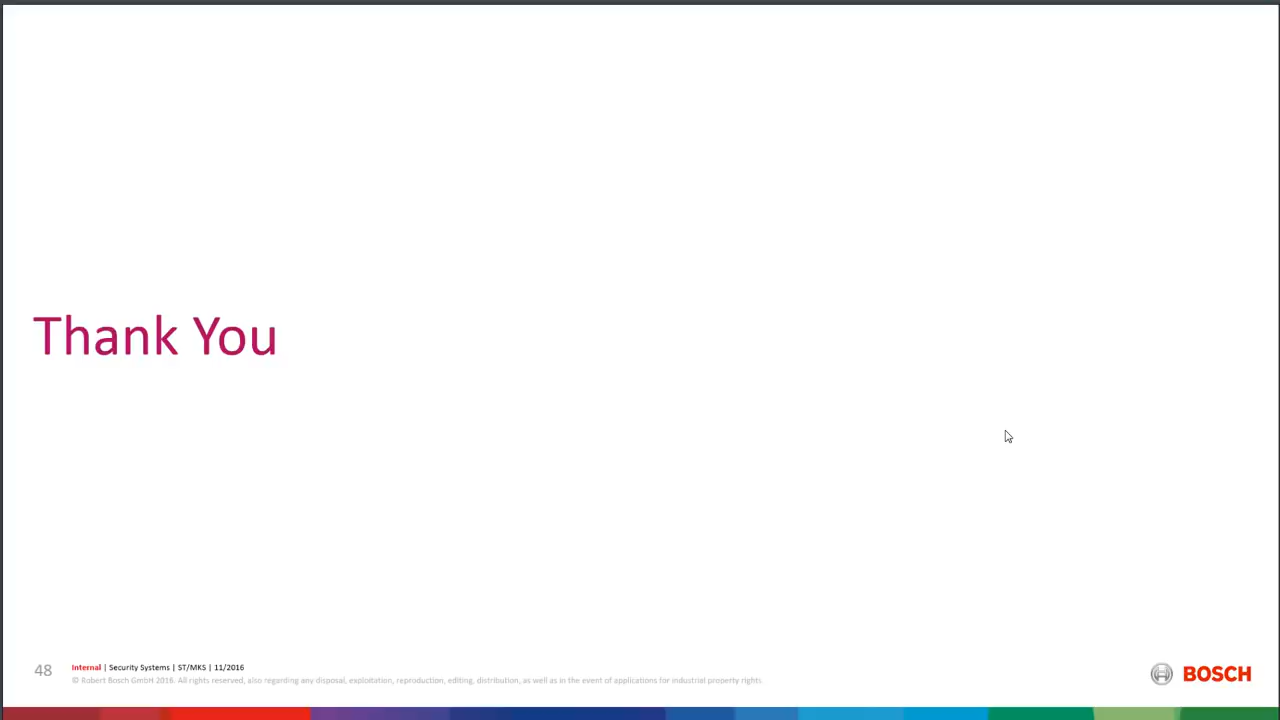 Thank You
48
Internal | Security Systems | ST/MKS | 11/2016
© Robert Bosch GmbH 2016. All rights reserved, also regarding any disposal, exploitation, reproduction, editing, distribution, as well as in the event of applications for industrial property rights.
BOSCH